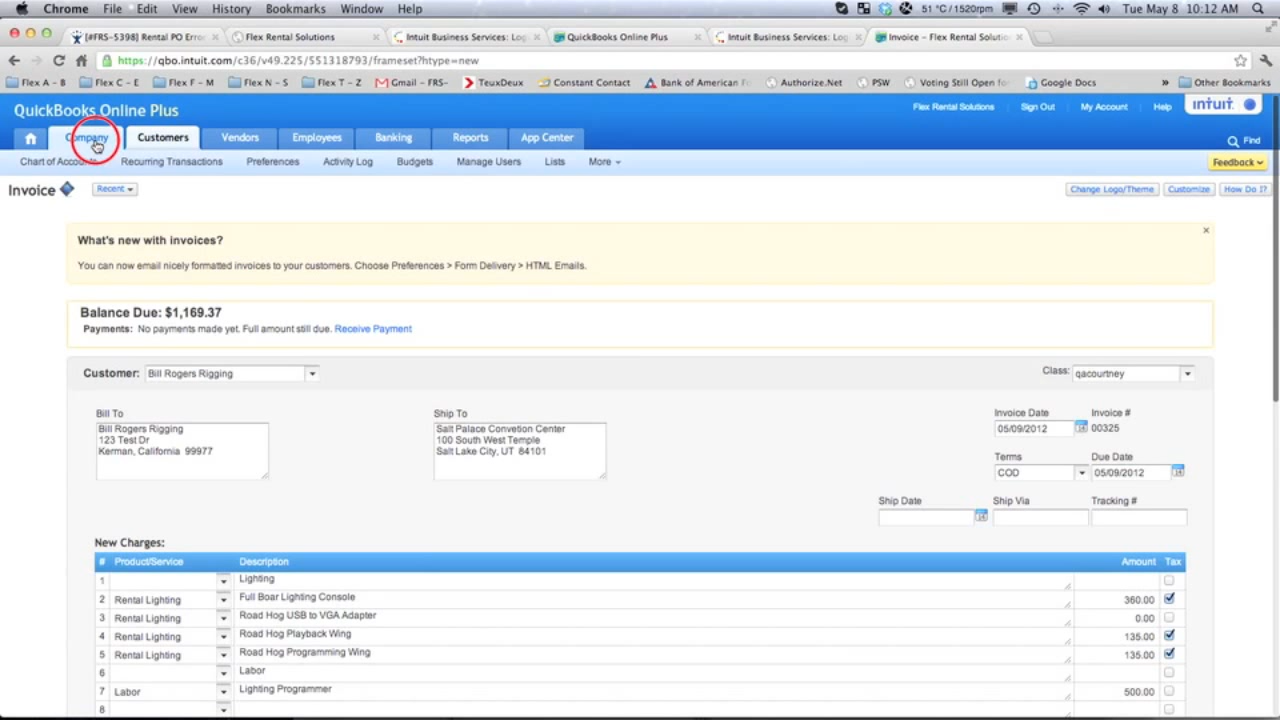 Chrome File Edit View History Bookmarks Window Help 51 °C / 1520rpm Tue May 8 10:12 AM
[#FRS-5398] Rental PO Erro Flex Rental Solutions Intuit Business Services: Log QuickBooks Online Plus Intuit Business Services: Log Invoice – Flex Rental Solutio
https://qbo.intuit.com/c36/v49.225/551318793/frameset?htype=new
Flex A - B Flex C - E Flex F - M Flex N - S Flex T - Z Gmail - FRS- TeuxDeux Constant Contact Bank of American F Authorize.Net PSW Voting Still Open fo Google Docs » Other Bookmarks
QuickBooks Online Plus Flex Rental Solutions Sign Out My Account Help intuit
Company Customers Vendors Employees Banking Reports App Center Find
Chart of Accounts Recurring Transactions Preferences Activity Log Budgets Manage Users Lists More Feedback
Invoice Recent Change Logo/Theme Customize How Do I?
What's new with invoices?
You can now email nicely formatted invoices to your customers. Choose Preferences > Form Delivery > HTML Emails.
Balance Due: $1,169.37
Payments: No payments made yet. Full amount still due. Receive Payment
Customer: Bill Rogers Rigging Class: qacourtney
Bill To Ship To Invoice Date Invoice #
Bill Rogers Rigging Salt Palace Convetion Center 05/09/2012 00325
123 Test Dr 100 South West Temple
Kerman, California 99977 Salt Lake City, UT 84101
Terms Due Date
COD 05/09/2012
Ship Date Ship Via Tracking #
New Charges:
# Product/Service Description Amount Tax
1 Lighting
2 Rental Lighting Full Boar Lighting Console 360.00
3 Rental Lighting Road Hog USB to VGA Adapter 0.00
4 Rental Lighting Road Hog Playback Wing 135.00
5 Rental Lighting Road Hog Programming Wing 135.00
6 Labor
7 Labor Lighting Programmer 500.00
8